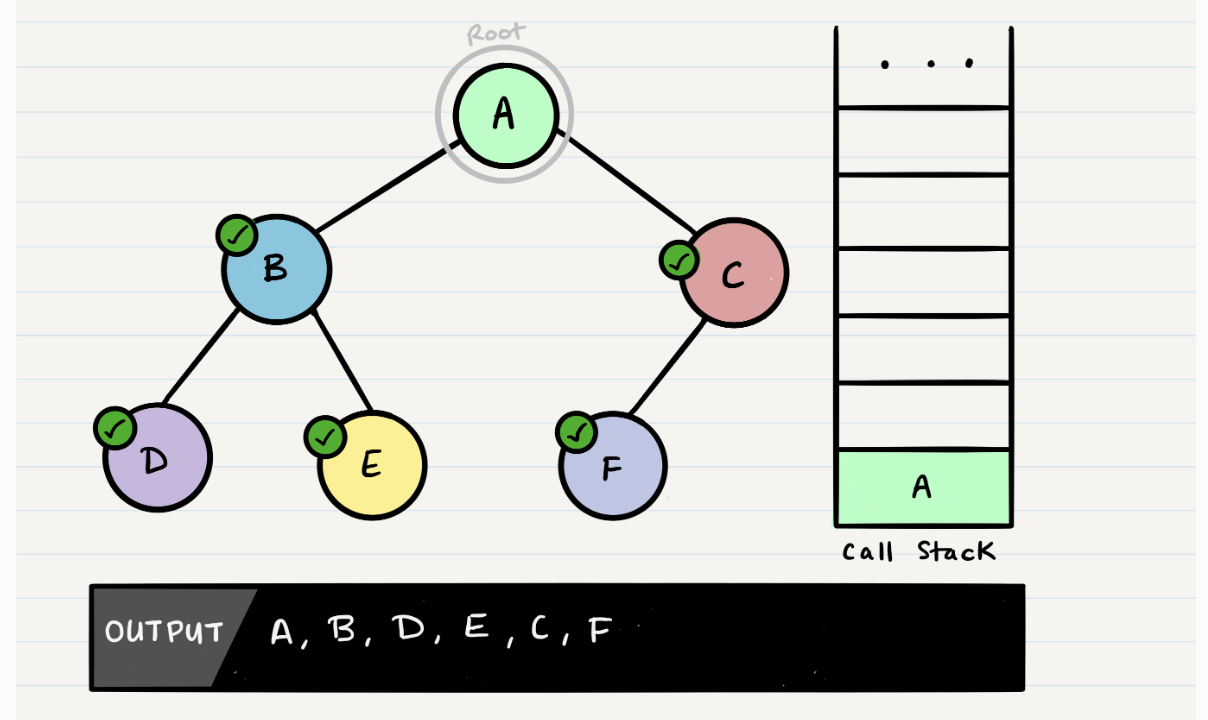 Root
A
B
C
D
E
F
A
Call Stack
OUTPUT A, B, D, E, C, F